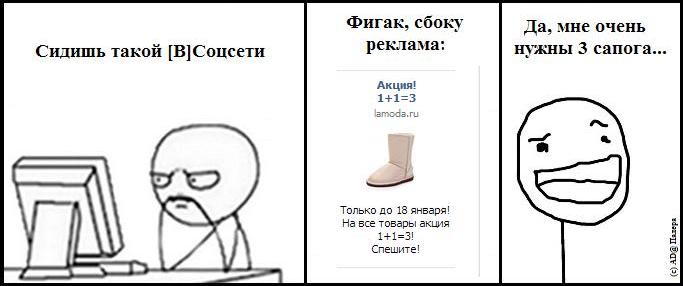 Сидишь такой [В]Соцсети
Фигак, сбоку
реклама:
Акция!
1+1=3
lamoda.ru
Только до 18 января!
На все товары акция
1+1=3!
Спешите!
Да, мне очень
нужны 3 сапога...
(c) AD@ Палера